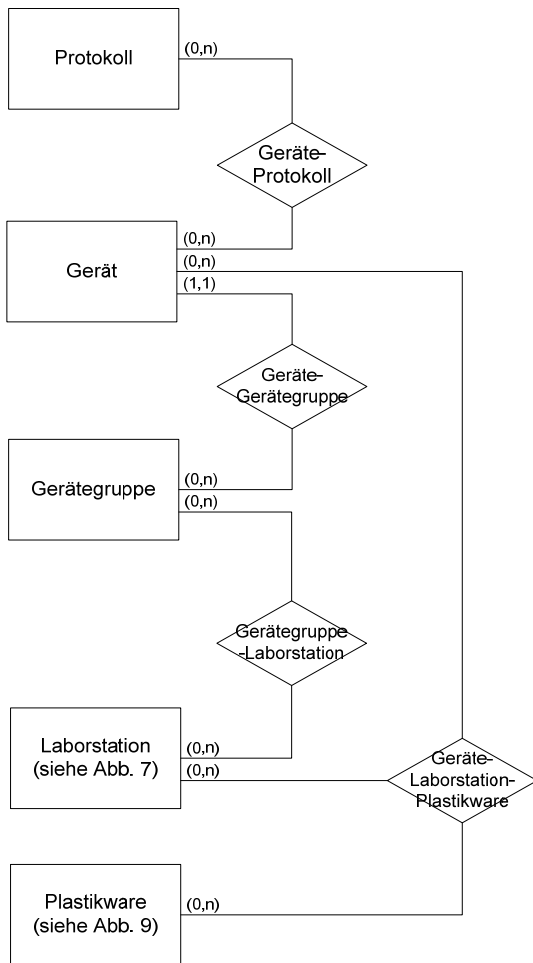 Protokoll
(0,n)
Geräte-
Protokoll
(0,n)
Gerät
(0,n)
(1,1)
Geräte-
Gerätegruppe
Gerätegruppe
(0,n)
(0,n)
Gerätegruppe
-Laborstation
Laborstation
(siehe Abb. 7)
(0,n)
(0,n)
Geräte-
Laborstation-
Plastikware
Plastikware
(siehe Abb. 9)
(0,n)